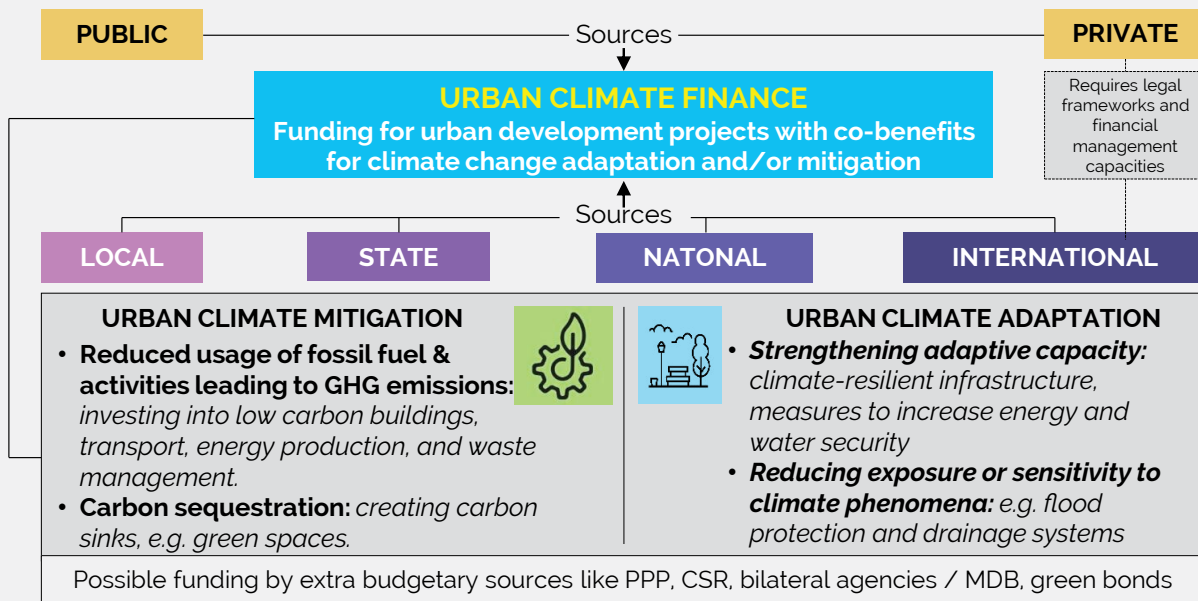 PUBLIC
Sources
PRIVATE
Requires legal
frameworks and
financial
management
capacities
URBAN CLIMATE FINANCE
Funding for urban development projects with co-benefits
for climate change adaptation and/or mitigation
Sources
LOCAL
STATE
NATONAL
INTERNATIONAL
URBAN CLIMATE MITIGATION
• Reduced usage of fossil fuel &
activities leading to GHG emissions:
investing into low carbon buildings,
transport, energy production, and waste
management.
• Carbon sequestration: creating carbon
sinks, e.g. green spaces.
URBAN CLIMATE ADAPTATION
• Strengthening adaptive capacity:
climate-resilient infrastructure,
measures to increase energy and
water security
• Reducing exposure or sensitivity to
climate phenomena: e.g. flood
protection and drainage systems
Possible funding by extra budgetary sources like PPP, CSR, bilateral agencies / MDB, green bonds